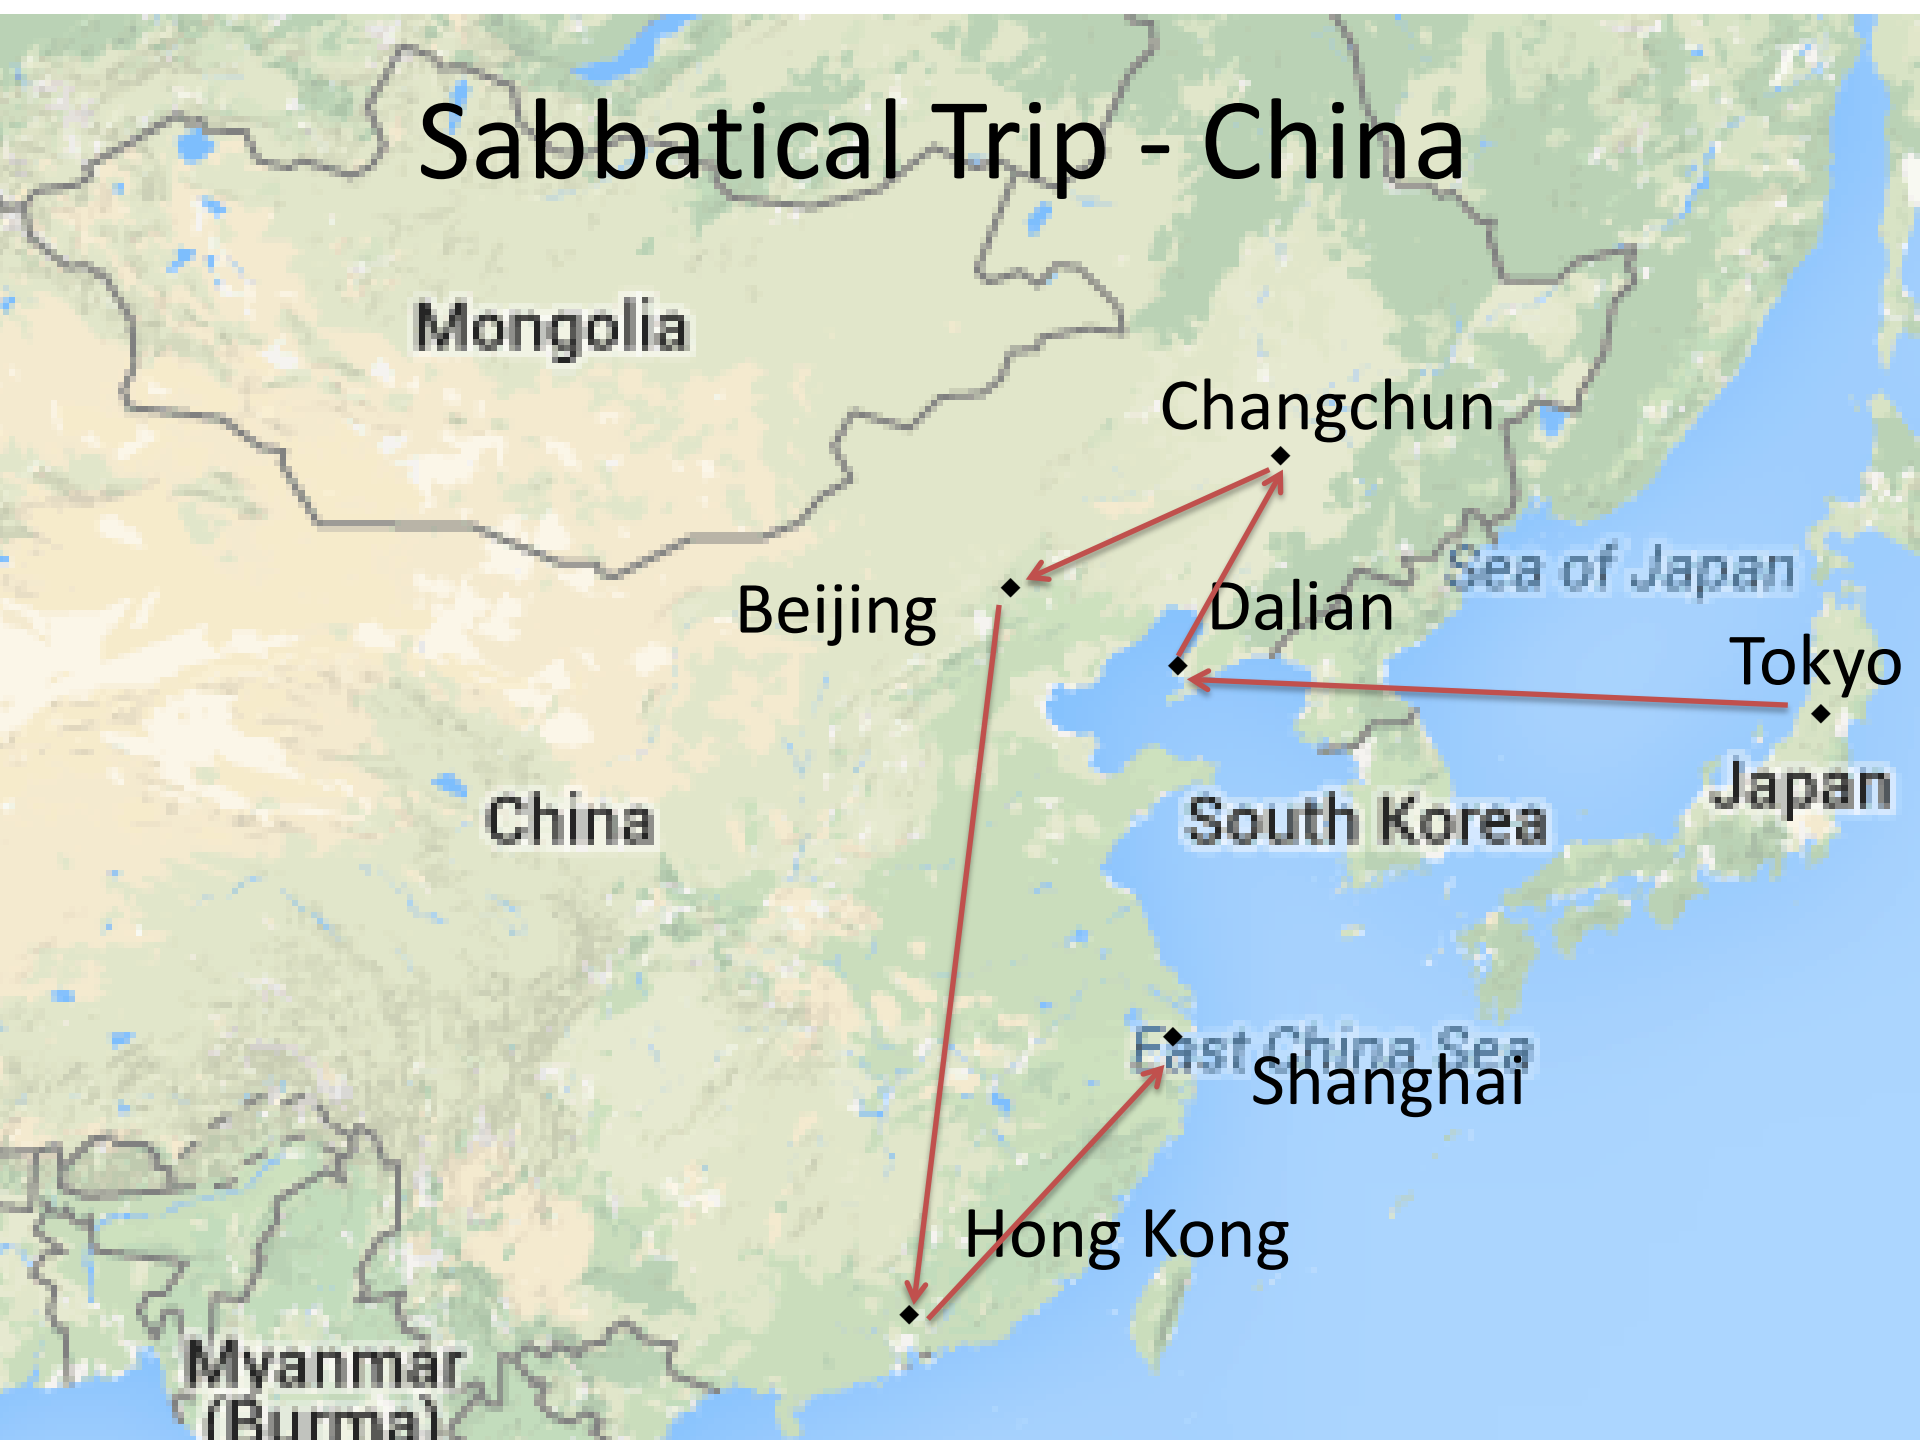 Sabbatical Trip - China
Mongolia
Changchun
Sea of Japan
Beijing
Dalian
Tokyo
Japan
China
South Korea
East China Sea
Shanghai
Hong Kong
Myanmar
(Burma)